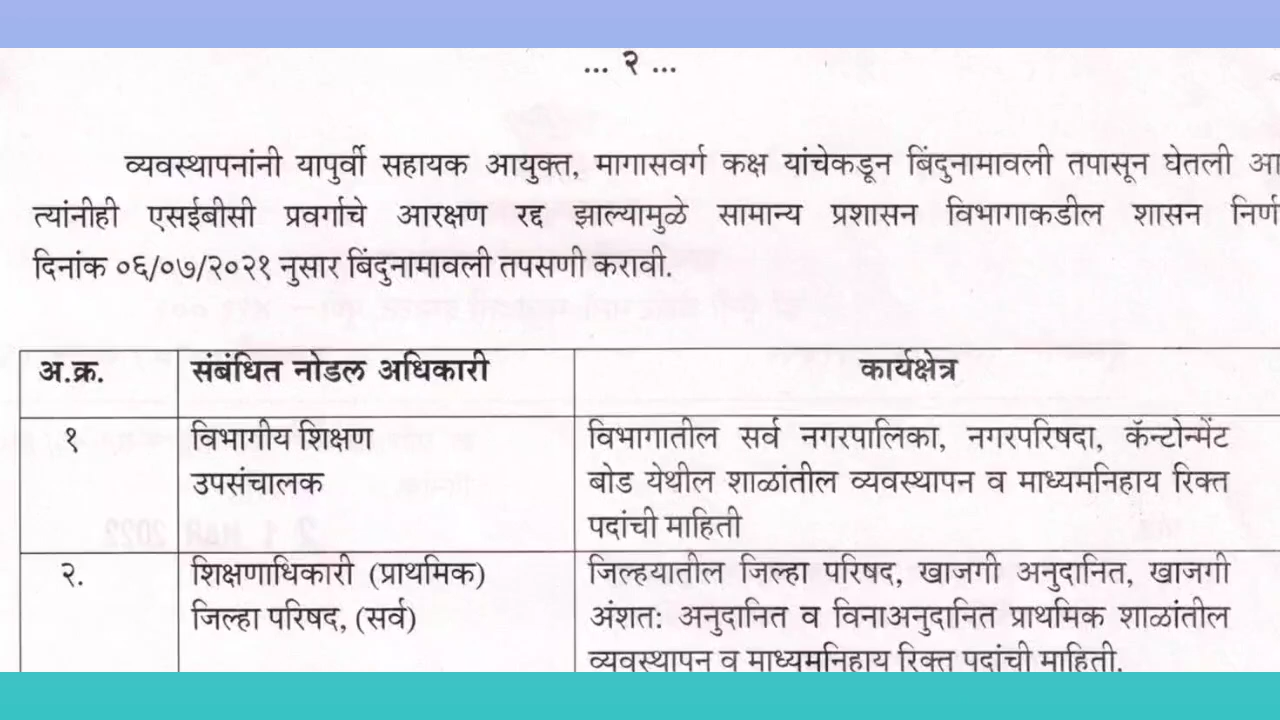 ... २ ...
व्यवस्थापनांनी यापुर्वी सहायक आयुक्त, मागासवर्ग कक्ष यांचेकडून बिंदुनामावली तपासून घेतली
त्यांनीही एसईबीसी प्रवर्गाचे आरक्षण रद्द झाल्यामुळे सामान्य प्रशासन विभागाकडील शासन
दिनांक ०६/०७/२०२१ नुसार बिंदुनामावली तपसणी करावी.
अ.क्र. संबंधित नोडल अधिकारी कार्यक्षेत्र
१ विभागीय शिक्षण विभागातील सर्व नगरपालिका, नगरपरिषदा, कॅन्टोन्मेंट
उपसंचालक बोड येथील शाळांतील व्यवस्थापन व माध्यमनिहाय रिक्त
पदांची माहिती
२. शिक्षणाधिकारी (प्राथमिक) जिल्हयातील जिल्हा परिषद, खाजगी अनुदानित, खाजगी
जिल्हा परिषद, (सर्व) अंशत: अनुदानित व विनाअनुदानित प्राथमिक शाळांतील
व्यवस्थापन व माध्यमनिहाय रिक्त पदांची माहिती.